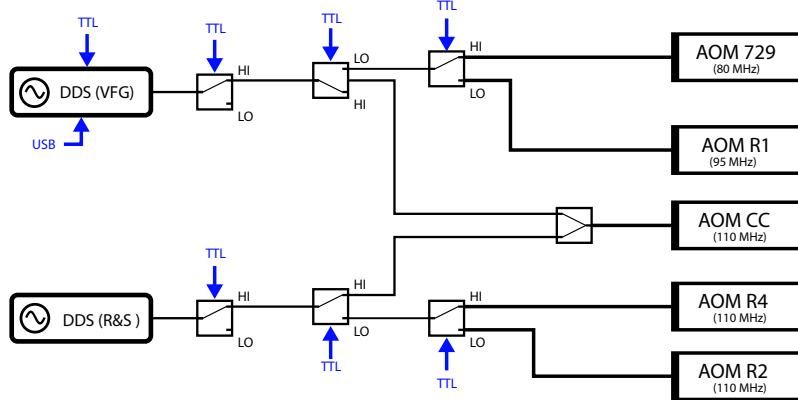 TTL
TTL
TTL
TTL
DDS (VFG)
USB
HI
LO
LO
HI
HI
LO
AOM 729
(80 MHz)
AOM R1
(95 MHz)
AOM CC
(110 MHz)
TTL
DDS (R&S )
HI
LO
HI
LO
TTL
HI
LO
TTL
AOM R4
(110 MHz)
AOM R2
(110 MHz)